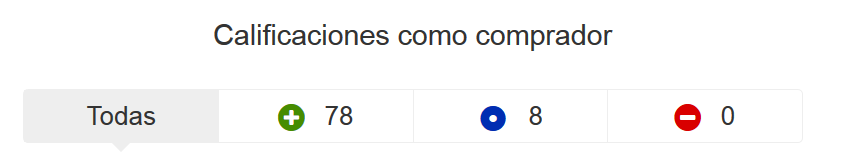 Calificaciones como comprador
Todas 78 8 0